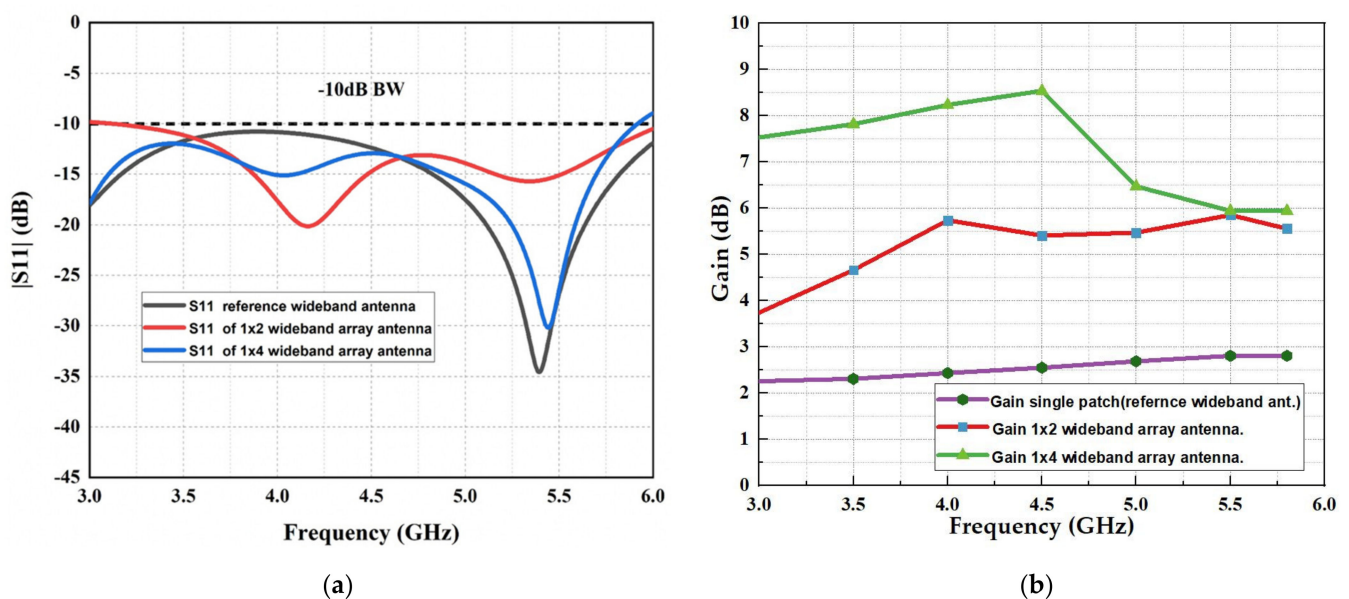 0
-5
-10
-15
-20
-25
-30
-35
-40
-45
|S11| (dB)
-10dB BW
S11 reference wideband antenna
S11 of 1x2 wideband array antenna
S11 of 1x4 wideband array antenna
3.0 3.5 4.0 4.5 5.0 5.5 6.0
Frequency (GHz)
(a)
10
9
8
7
6
5
4
3
2
1
0
Gain (dB)
Gain single patch(refernce wideband ant.)
Gain 1x2 wideband array antenna.
Gain 1x4 wideband array antenna.
3.0 3.5 4.0 4.5 5.0 5.5 6.0
Frequency (GHz)
(b)